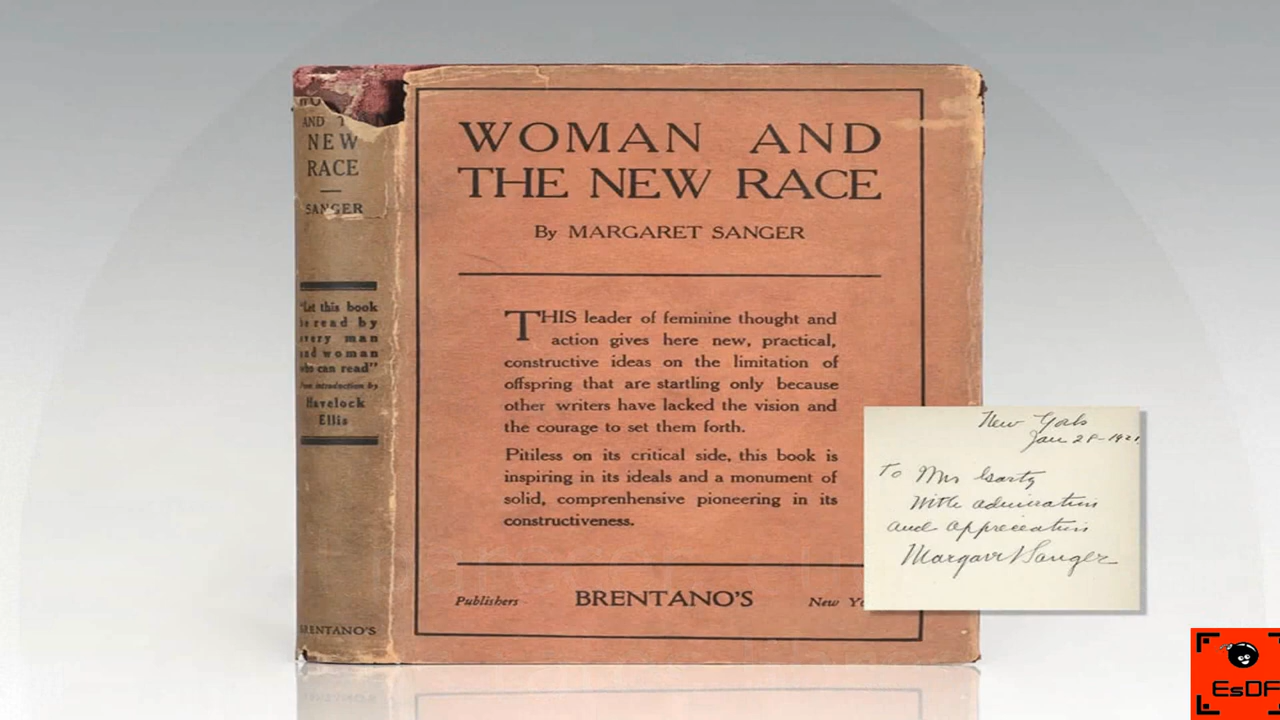 AND
NEW
RACE
SANGER
"Let this book
be read by
every man
and woman
who can read"
Havelock
Ellis
BRENTANO'S
WOMAN AND
THE NEW RACE
By MARGARET SANGER
THIS leader of feminine thought and
action gives here new, practical,
constructive ideas on the limitation of
offspring that are startling only because
other writers have lacked the vision and
the courage to set them forth.
Pitiless on its critical side, this book is
inspiring in its ideals and a monument of
solid, comprenhensive pioneering in its
constructiveness.
Publishers BRENTANO'S New
New York
Jan 28-1921
To Mrs Gartz
With admiration
and appreciation
Margaret Sanger
EsDF